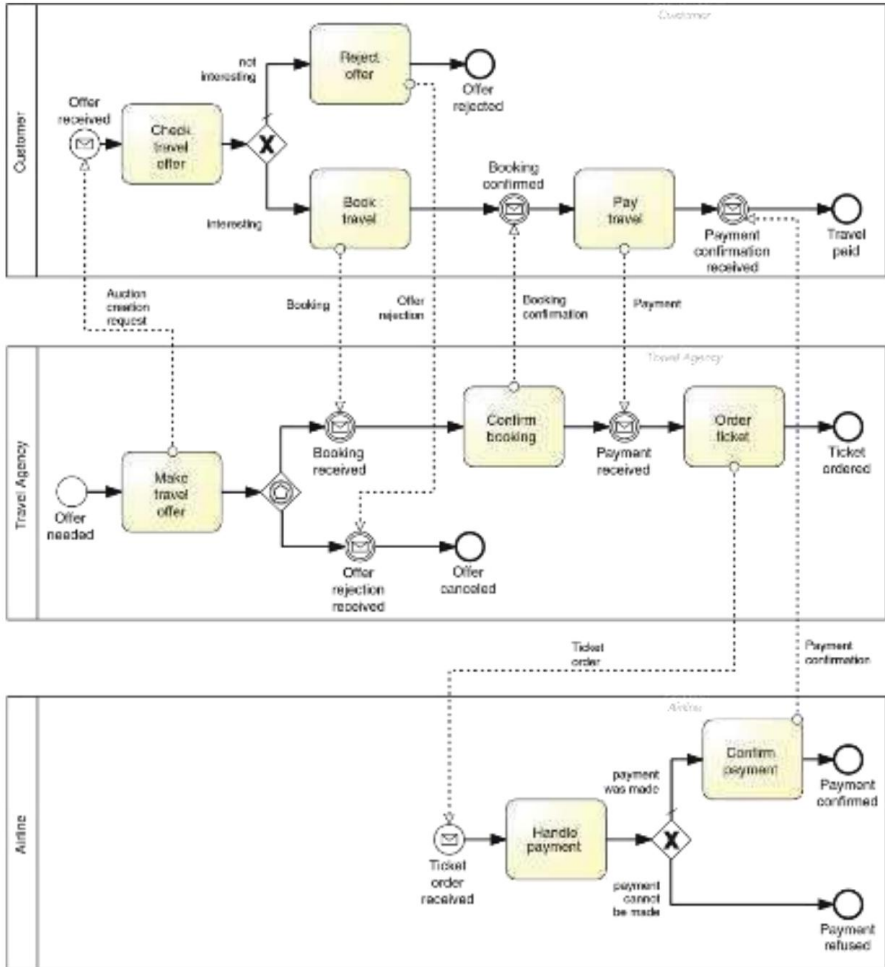 Customer
Customer
Offer
received
Check
travel
offer
not
interesting
interesting
Reject
offer
Offer
rejected
Book
travel
Booking
confirmed
Pay
travel
Payment
confirmation
received
Travel
paid
Auction
creation
request
Booking
Offer
rejection
Booking
confirmation
Payment
Travel Agency
Travel Agency
Offer
needed
Make
travel
offer
Booking
received
Offer
rejection
received
Offer
canceled
Confirm
booking
Payment
received
Order
ticket
Ticket
ordered
Ticket
order
Payment
confirmation
Airline
Airline
Ticket
order
received
Handle
payment
payment
was made
payment
cannot
be made
Confirm
payment
Payment
confirmed
Payment
refused